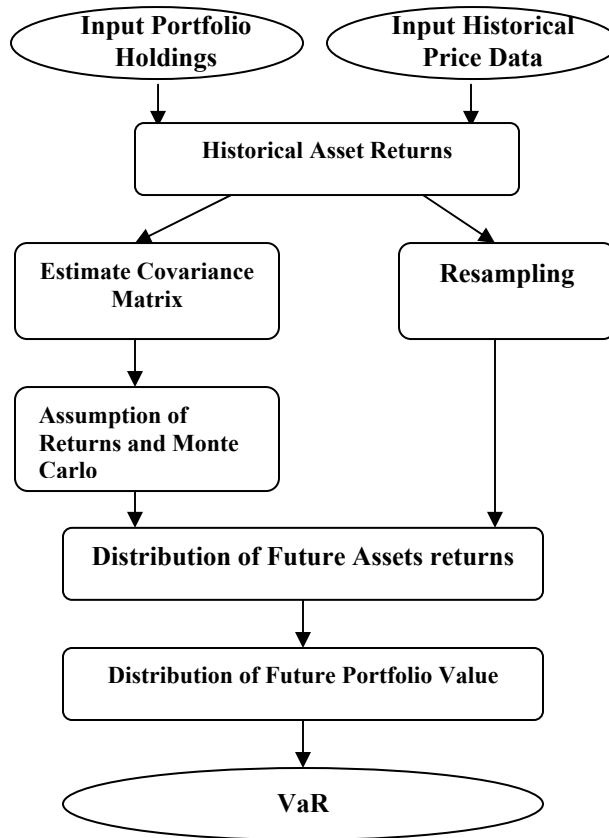 Input Portfolio
Holdings
Input Historical
Price Data
Historical Asset Returns
Estimate Covariance
Matrix
Resampling
Assumption of
Returns and Monte
Carlo
Distribution of Future Assets returns
Distribution of Future Portfolio Value
VaR